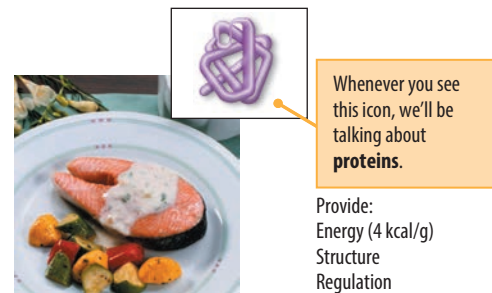 Whenever you see
this icon, we'll be
talking about
proteins.
Provide:
Energy (4 kcal/g)
Structure
Regulation